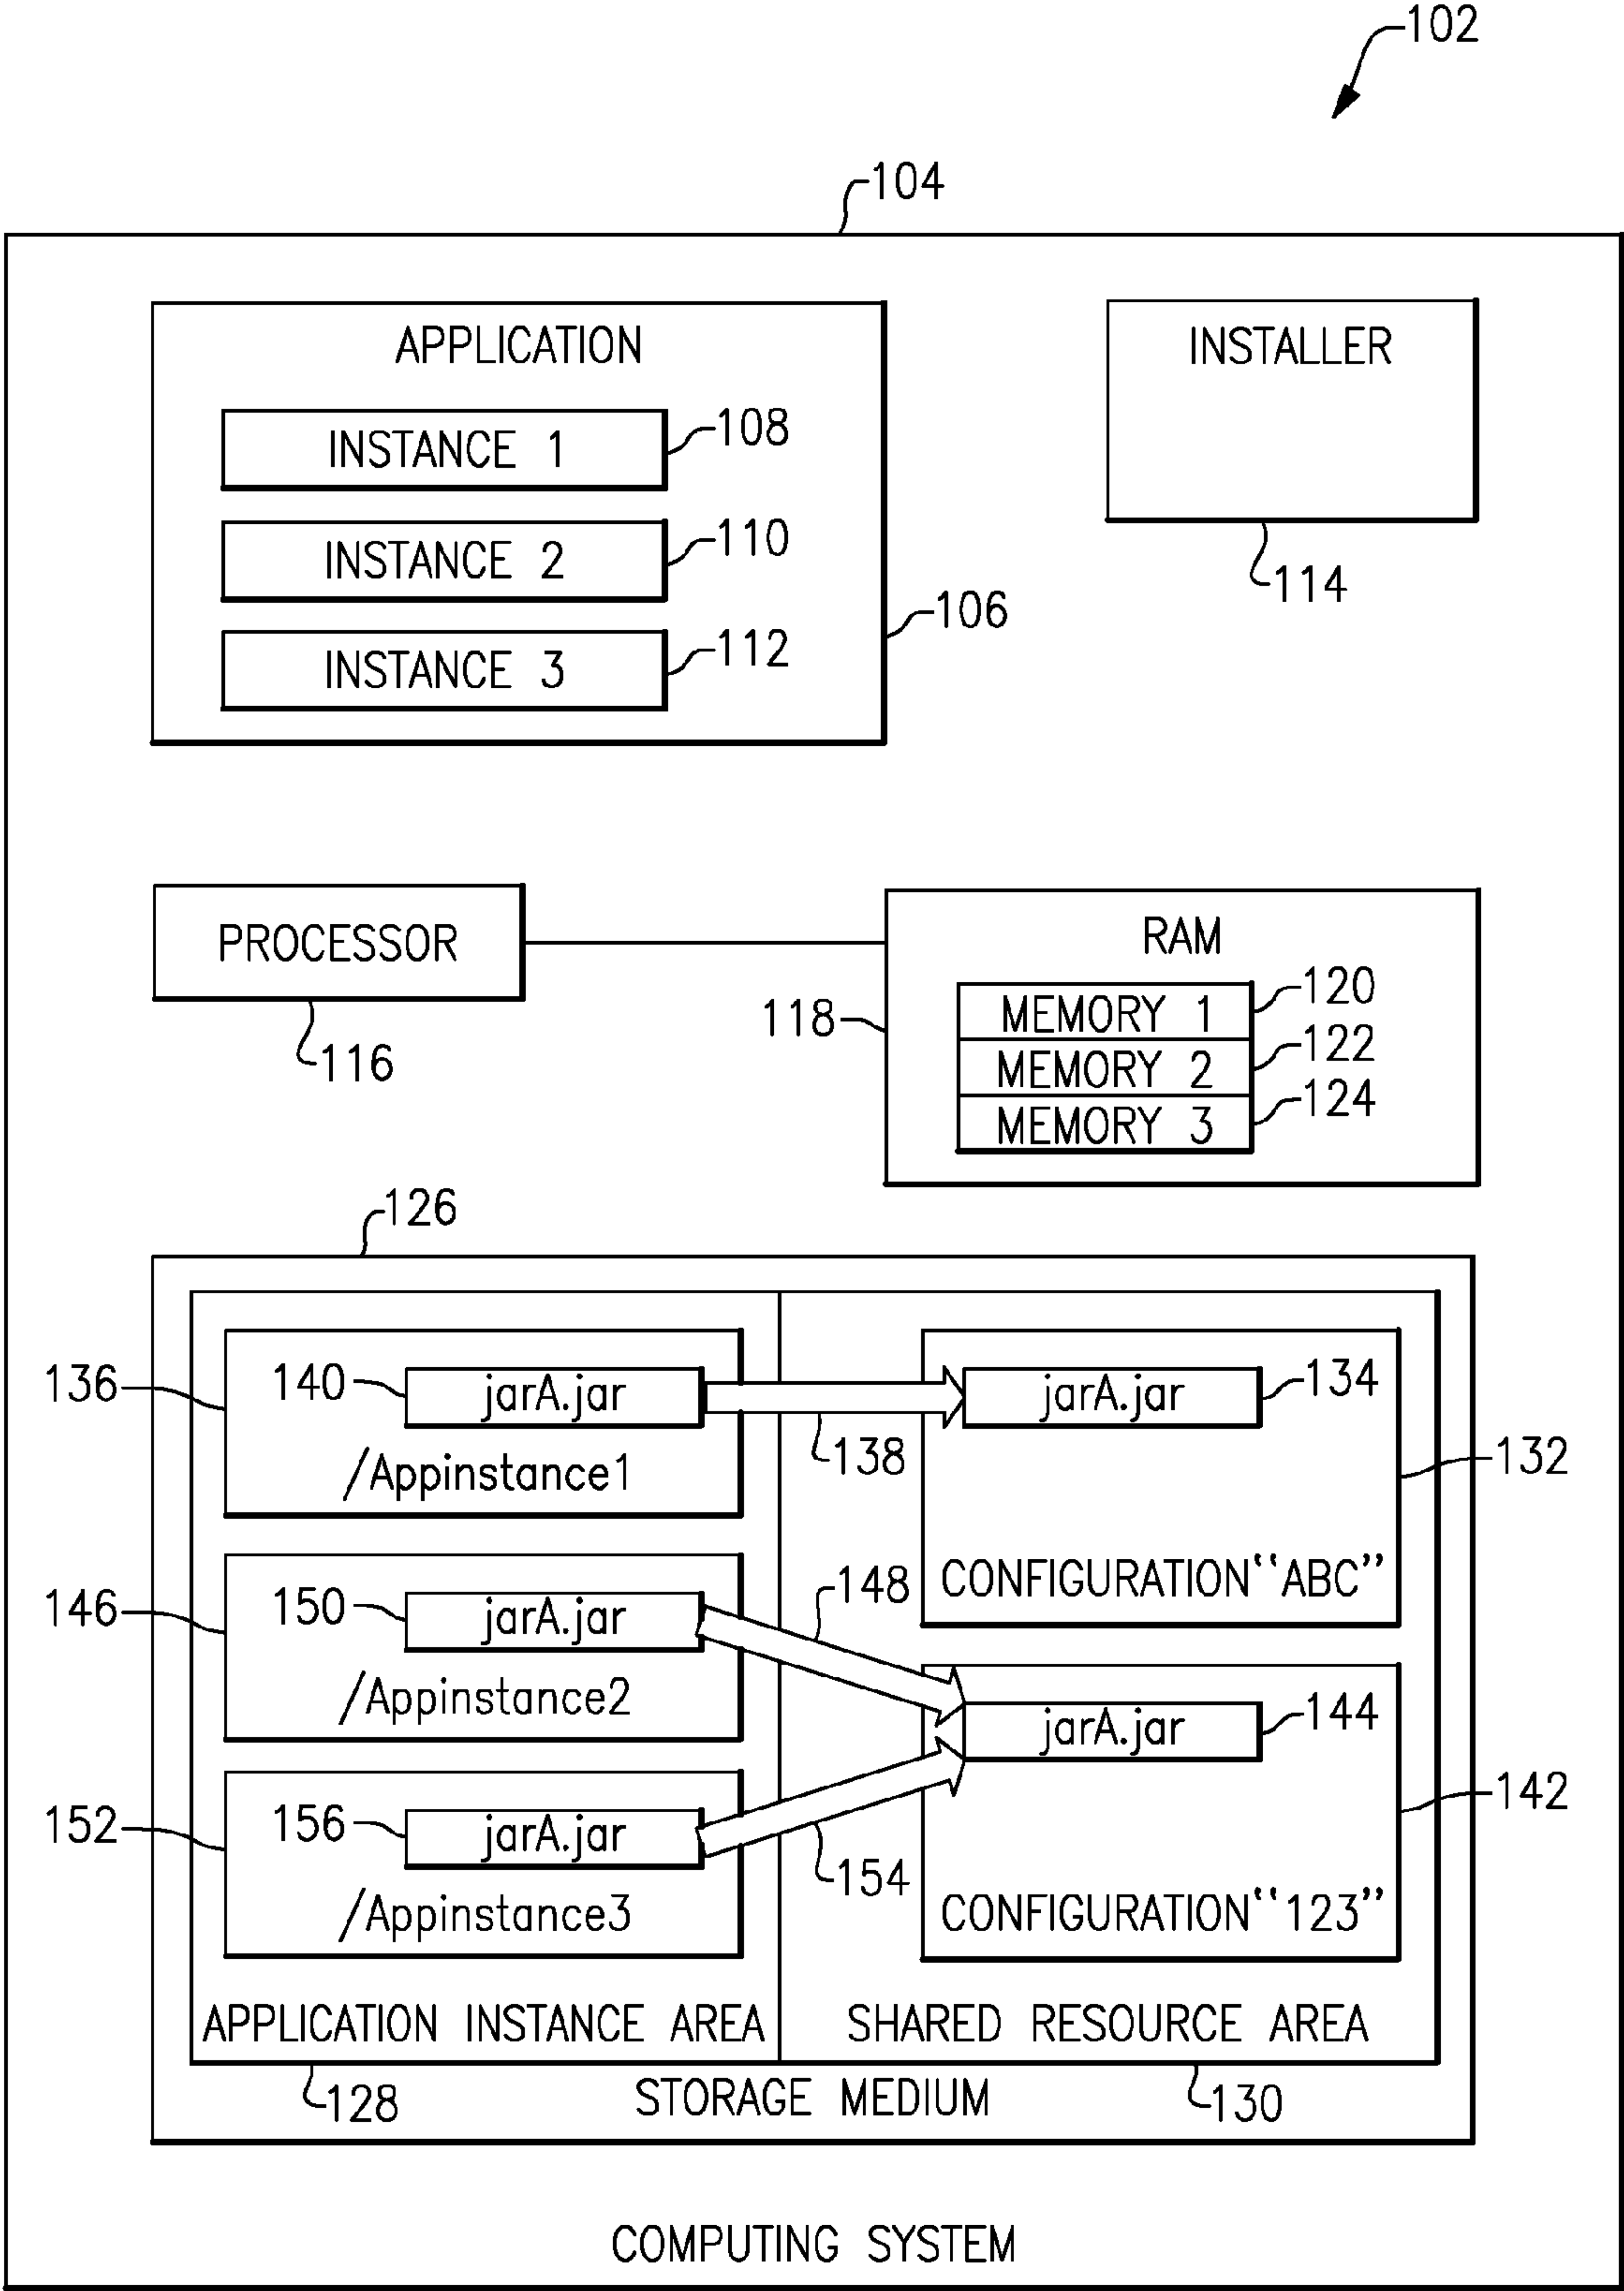 102
104
APPLICATION
INSTALLER
INSTANCE 1
108
INSTANCE 2
110
114
106
INSTANCE 3
112
PROCESSOR
RAM
116
118
MEMORY 1
120
MEMORY 2
122
MEMORY 3
124
126
136
140
jarA.jar
jarA.jar
134
/Appinstance1
138
132
CONFIGURATION“ABC”
146
150
jarA.jar
148
/Appinstance2
jarA.jar
144
152
156
jarA.jar
142
154
/Appinstance3
CONFIGURATION“123”
APPLICATION INSTANCE AREA
SHARED RESOURCE AREA
128
STORAGE MEDIUM
130
COMPUTING SYSTEM